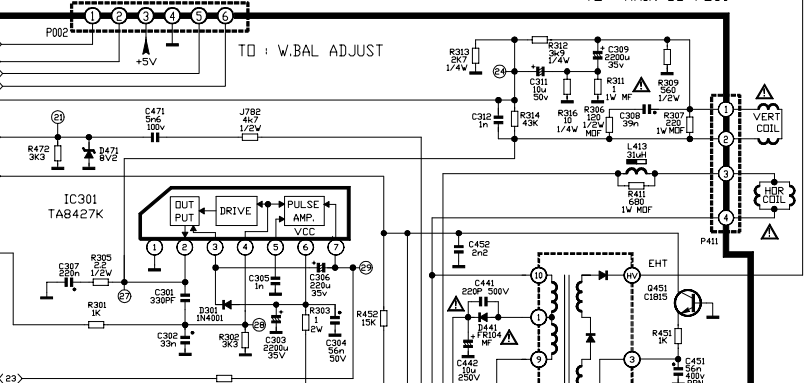 1 2 3 4 5 6
P002
+5V
TO : W.BAL ADJUST
R313
2K7
1/4W
R312
3k9
1/4W
C309
2200u
35v
24
C311
10u
50v
R311
1
1W MF
R309
560
1/2W
R316
10
1/4W
R306
120
1/2W
MOF
C308
39n
R307
220
1W MOF
C312
1n
R314
43K
1
VERT
COIL
2
L413
31uH
3
R411
680
1W MOF
HOR
COIL
4
P411
21
C471
5n6
100v
J782
4k7
1/2W
R472
3K3
D471
8V2
IC301
TA8427K
OUT
PUT
DRIVE
PULSE
AMP.
VCC
1 2 3 4 5 6 7
C307
220n
R305
2.2
1/2W
27
C301
330PF
C305
1n
C306
220u
35v
29
R301
1K
D301
1N4001
28
C302
33n
R302
3K3
C303
2200u
35V
R303
1
2W
C304
56n
50V
R452
15K
23
C452
2n2
EHT
10
HV
C441
220P 500V
1
D441
FR104
MF
C442
10u
250V
9
3
Q451
C1815
R451
1K
C451
56n
400v